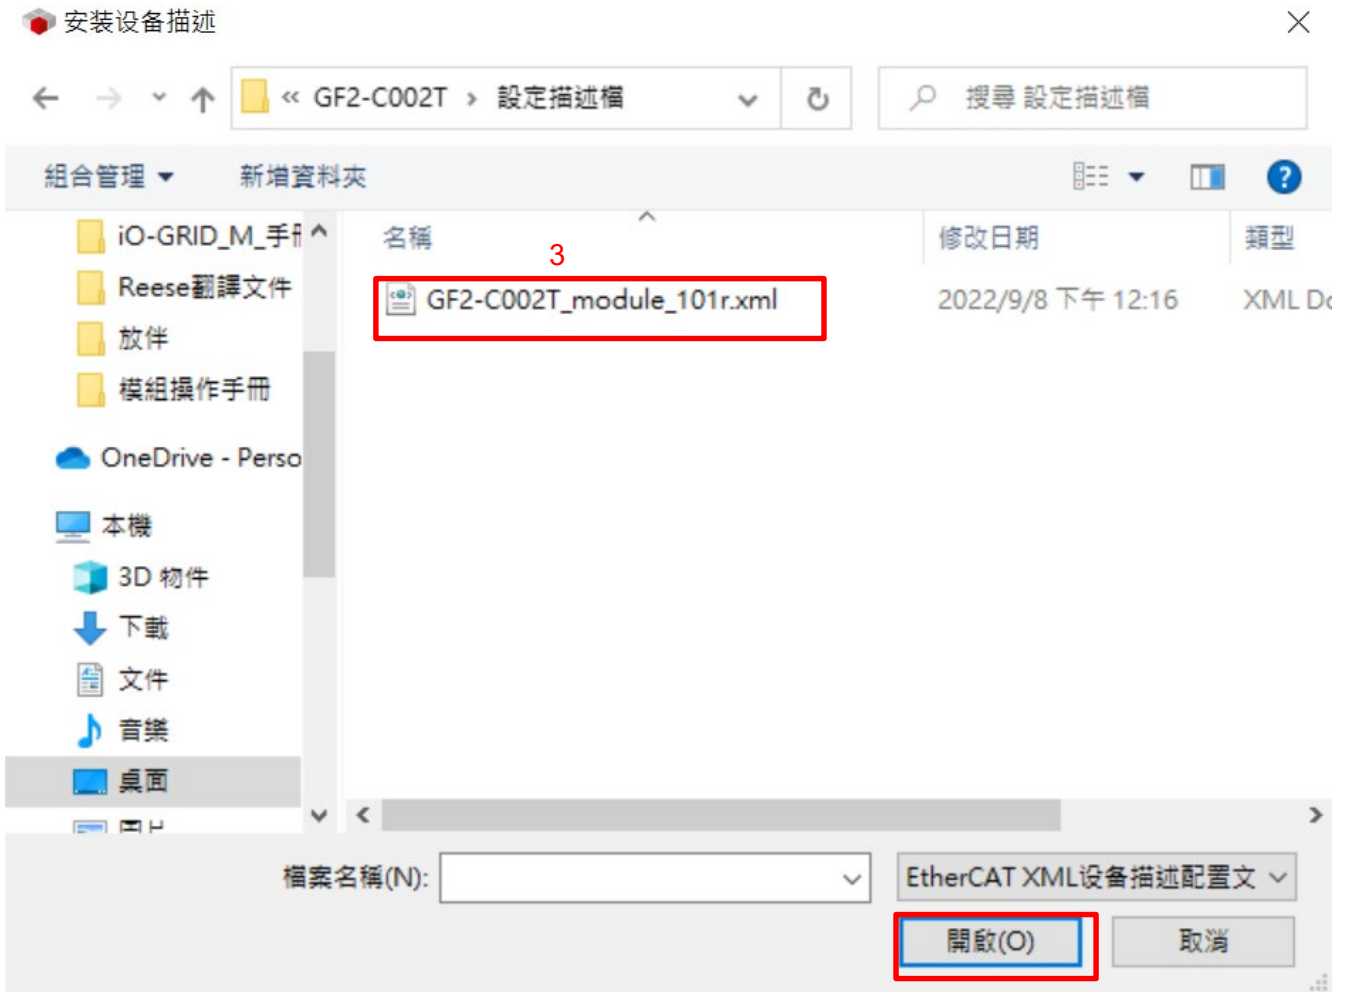 安装设备描述
« GF2-C002T › 設定描述檔
搜尋 設定描述檔
組合管理
新增資料夾
名稱
修改日期
類型
3
GF2-C002T_module_101r.xml
2022/9/8 下午 12:16
XML Do
iO-GRID_M_手冊
Reese翻譯文件
放伴
模組操作手冊
OneDrive - Perso
本機
3D 物件
下載
文件
音樂
桌面
檔案名稱(N):
EtherCAT XML设备描述配置文
開啟(O)
取消